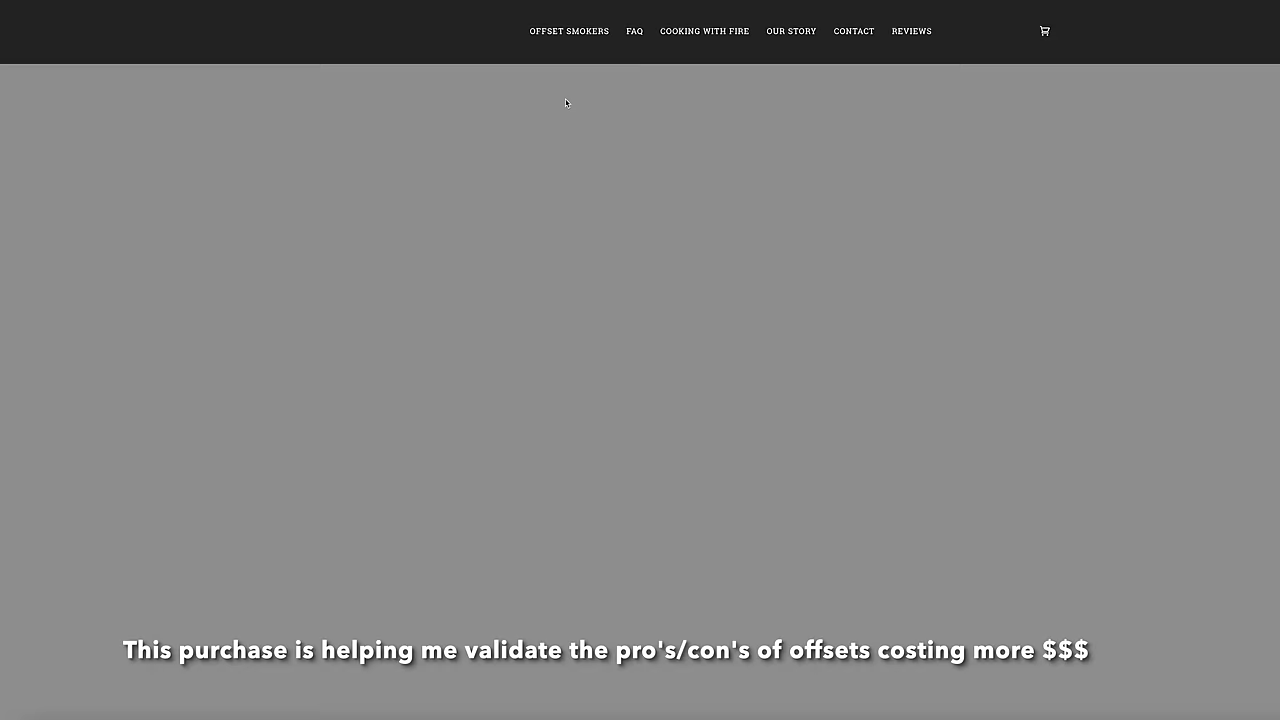 OFFSET SMOKERS FAQ COOKING WITH FIRE OUR STORY CONTACT REVIEWS
This purchase is helping me validate the pro's/con's of offsets costing more $$$